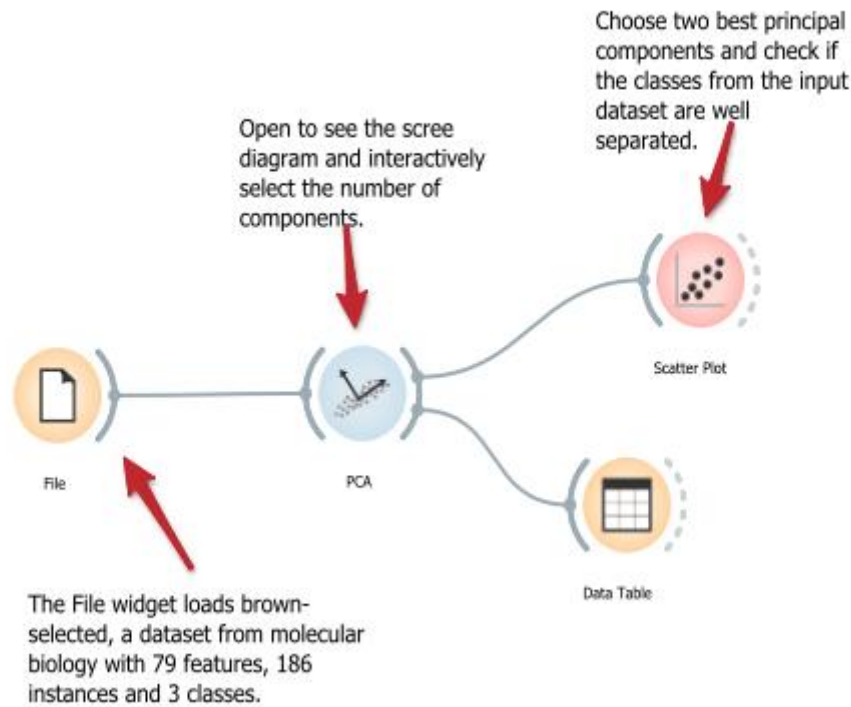 Choose two best principal
components and check if
the classes from the input
dataset are well
separated.
Open to see the scree
diagram and interactively
select the number of
components.
Scatter Plot
File
PCA
Data Table
The File widget loads brown-
selected, a dataset from molecular
biology with 79 features, 186
instances and 3 classes.